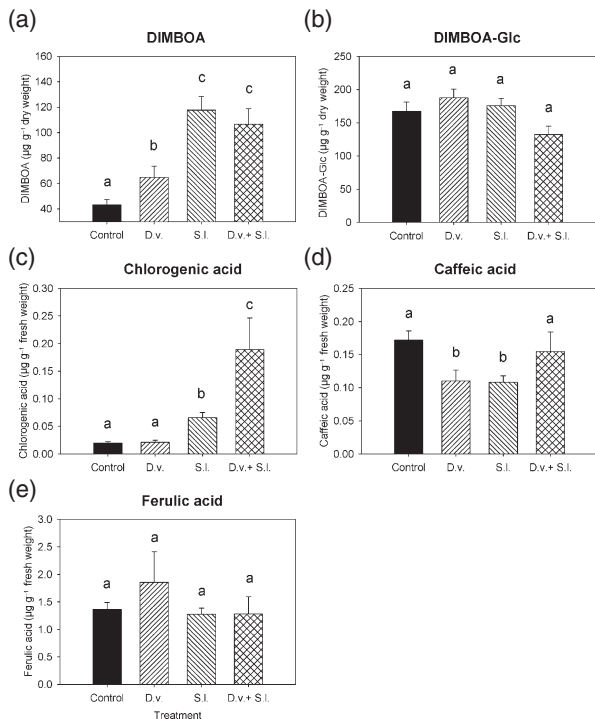 (a)
DIMBOA
DIMBOA (µg g⁻¹ dry weight)
160
140
120
100
80
60
40
a
b
c
c
Control D.v. S.l. D.v.+ S.l.
(b)
DIMBOA-Glc
DIMBOA-Glc (µg g⁻¹ dry weight)
250
200
150
100
50
0
a
a
a
a
Control D.v. S.l. D.v.+ S.l.
(c)
Chlorogenic acid
Chlorogenic acid (µg g⁻¹ fresh weight)
0.30
0.25
0.20
0.15
0.10
0.05
0.00
a
a
b
c
Control D.v. S.l. D.v.+ S.l.
(d)
Caffeic acid
Caffeic acid (µg g⁻¹ fresh weight)
0.25
0.20
0.15
0.10
0.05
0.00
a
b
b
a
Control D.v. S.l. D.v.+ S.l.
(e)
Ferulic acid
Ferulic acid (µg g⁻¹ fresh weight)
3.0
2.5
2.0
1.5
1.0
0.5
0.0
a
a
a
a
Control D.v. S.l. D.v.+ S.l.
Treatment